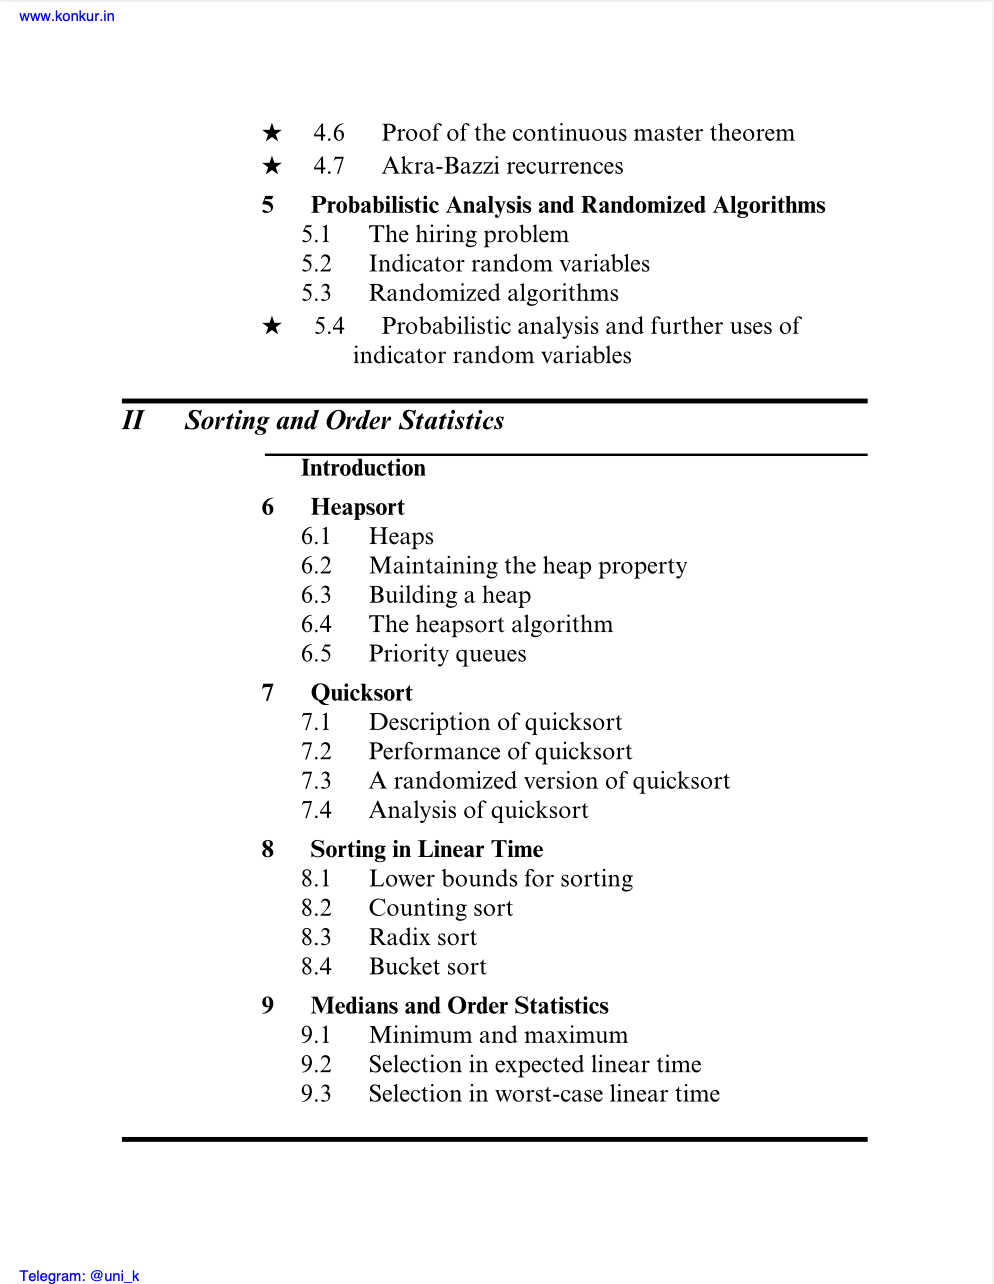 www.konkur.in
★ 4.6 Proof of the continuous master theorem
★ 4.7 Akra-Bazzi recurrences
5 Probabilistic Analysis and Randomized Algorithms
5.1 The hiring problem
5.2 Indicator random variables
5.3 Randomized algorithms
★ 5.4 Probabilistic analysis and further uses of
indicator random variables
II Sorting and Order Statistics
Introduction
6 Heapsort
6.1 Heaps
6.2 Maintaining the heap property
6.3 Building a heap
6.4 The heapsort algorithm
6.5 Priority queues
7 Quicksort
7.1 Description of quicksort
7.2 Performance of quicksort
7.3 A randomized version of quicksort
7.4 Analysis of quicksort
8 Sorting in Linear Time
8.1 Lower bounds for sorting
8.2 Counting sort
8.3 Radix sort
8.4 Bucket sort
9 Medians and Order Statistics
9.1 Minimum and maximum
9.2 Selection in expected linear time
9.3 Selection in worst-case linear time
Telegram: @uni_k